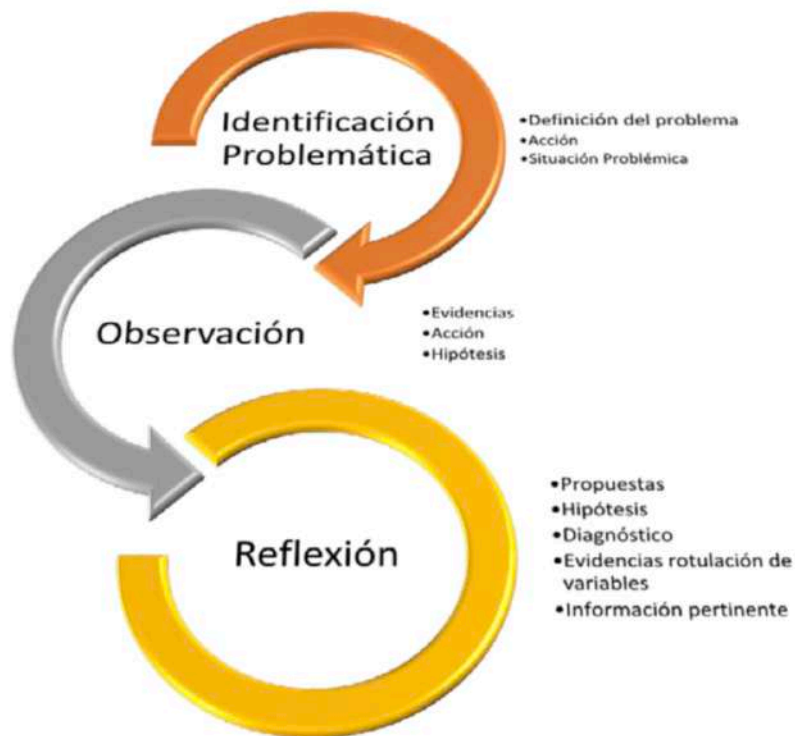 Identificación
Problemática
•Definición del problema
•Acción
•Situación Problémica
Observación
•Evidencias
•Acción
•Hipótesis
Reflexión
•Propuestas
•Hipótesis
•Diagnóstico
•Evidencias rotulación de
variables
•Información pertinente